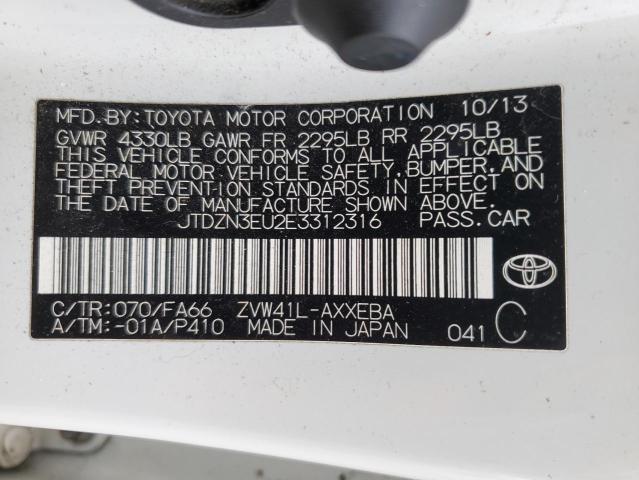 MFD.BY:TOYOTA MOTOR CORPORATION 10/13
GVWR 4330LB GAWR FR 2295LB RR 2295LB
THIS VEHICLE CONFORMS TO ALL APPLICABLE
FEDERAL MOTOR VEHICLE SAFETY,BUMPER,AND
THEFT PREVENTION STANDARDS IN EFFECT ON
THE DATE OF MANUFACTURE SHOWN ABOVE.
JTDZN3EU2E3312316 PASS.CAR
C/TR:070/FA66 ZVW41L-AXXEBA
A/TM:-01A/P410 MADE IN JAPAN 041 C